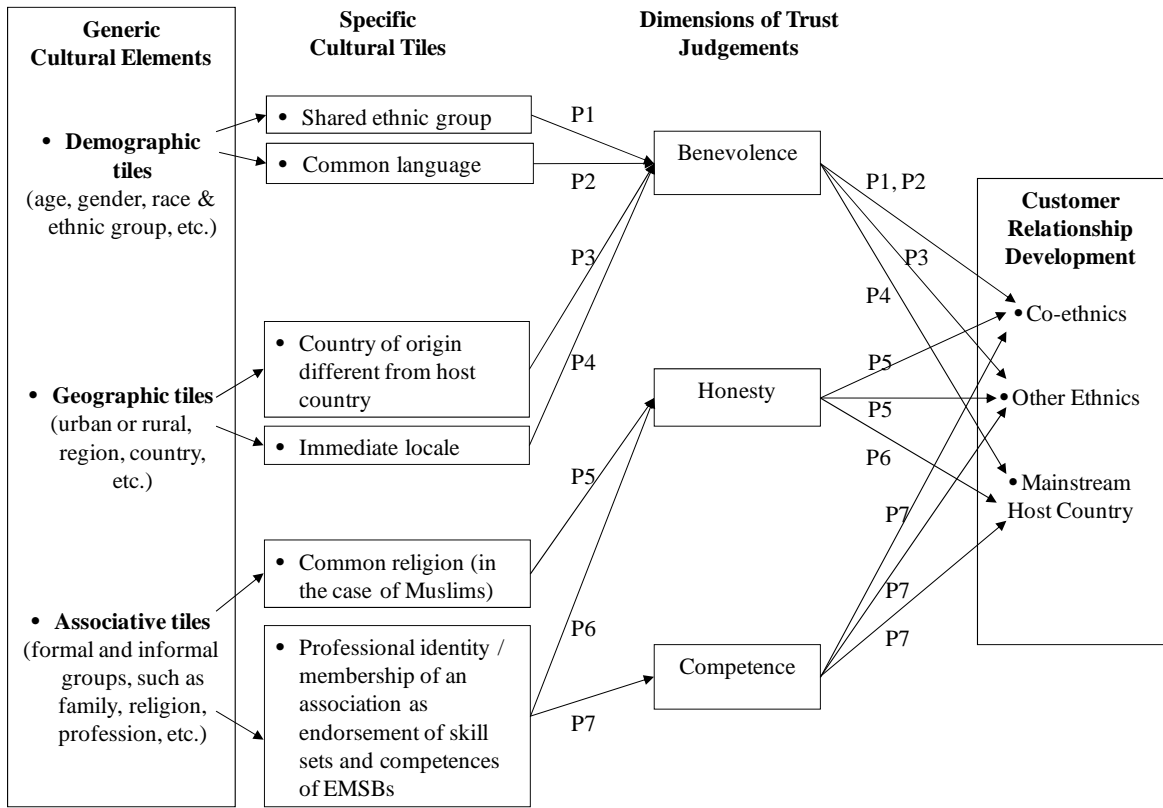 Generic
Cultural Elements
• Demographic
tiles
(age, gender, race &
ethnic group, etc.)
• Geographic tiles
(urban or rural,
region, country,
etc.)
• Associative tiles
(formal and informal
groups, such as
family, religion,
profession, etc.)
Specific
Cultural Tiles
• Shared ethnic group
• Common language
• Country of origin
different from host
country
• Immediate locale
• Common religion (in
the case of Muslims)
• Professional identity /
membership of an
association as
endorsement of skill
sets and competences
of EMSBs
P1
P2
P3
P4
P5
P6
P7
Dimensions of Trust
Judgements
Benevolence
Honesty
Competence
P1, P2
P3
P4
P5
P5
P6
P7
P7
P7
Customer
Relationship
Development
• Co-ethnics
• Other Ethnics
• Mainstream
Host Country